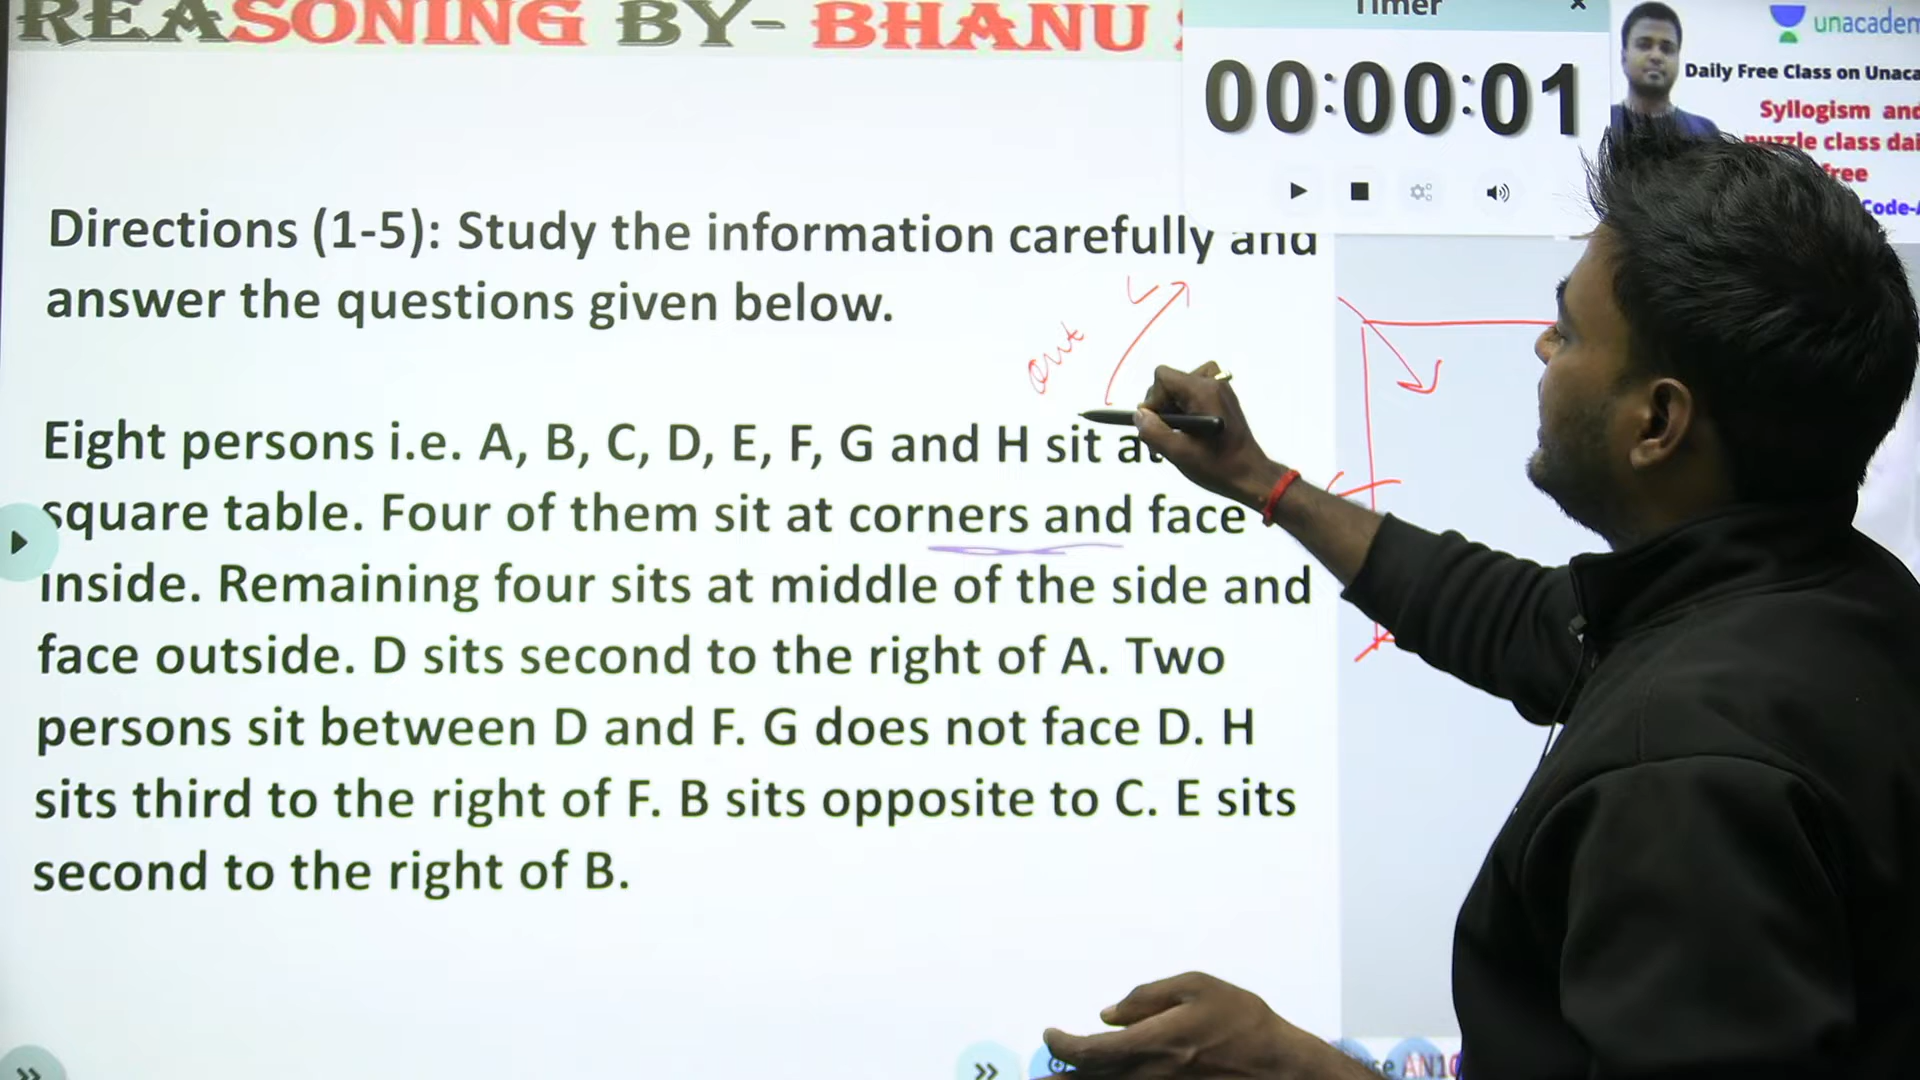 REASONING BY- BHANU
Timer
00:00:01
unacadem
Daily Free Class on Unaca
Syllogism and
puzzle class dai
free
Code-
Directions (1-5): Study the information carefully and
answer the questions given below.
out
Eight persons i.e. A, B, C, D, E, F, G and H sit at
square table. Four of them sit at corners and face
inside. Remaining four sits at middle of the side and
face outside. D sits second to the right of A. Two
persons sit between D and F. G does not face D. H
sits third to the right of F. B sits opposite to C. E sits
second to the right of B.
AN10